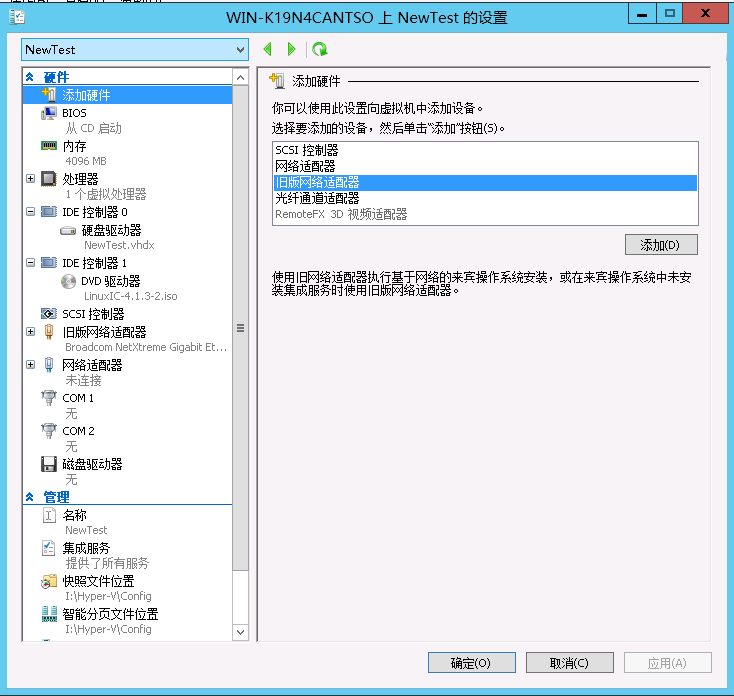 WIN-K19N4CANTSO 上 NewTest 的设置
NewTest
硬件
添加硬件
BIOS
从 CD 启动
内存
4096 MB
处理器
1 个虚拟处理器
IDE 控制器 0
硬盘驱动器
NewTest.vhdx
IDE 控制器 1
DVD 驱动器
LinuxIC-4.1.3-2.iso
SCSI 控制器
旧版网络适配器
Broadcom NetXtreme Gigabit Et...
网络适配器
未连接
COM 1
无
COM 2
无
磁盘驱动器
无
管理
名称
NewTest
集成服务
提供了所有服务
快照文件位置
I:\Hyper-V\Config
智能分页文件位置
I:\Hyper-V\Config
添加硬件
你可以使用此设置向虚拟机中添加设备。
选择要添加的设备，然后单击“添加”按钮(S)。
SCSI 控制器
网络适配器
旧版网络适配器
光纤通道适配器
RemoteFX 3D 视频适配器
添加(D)
使用旧网络适配器执行基于网络的来宾操作系统安装，或在来宾操作系统中未安
装集成服务时使用旧版网络适配器。
确定(O)
取消(C)
应用(A)